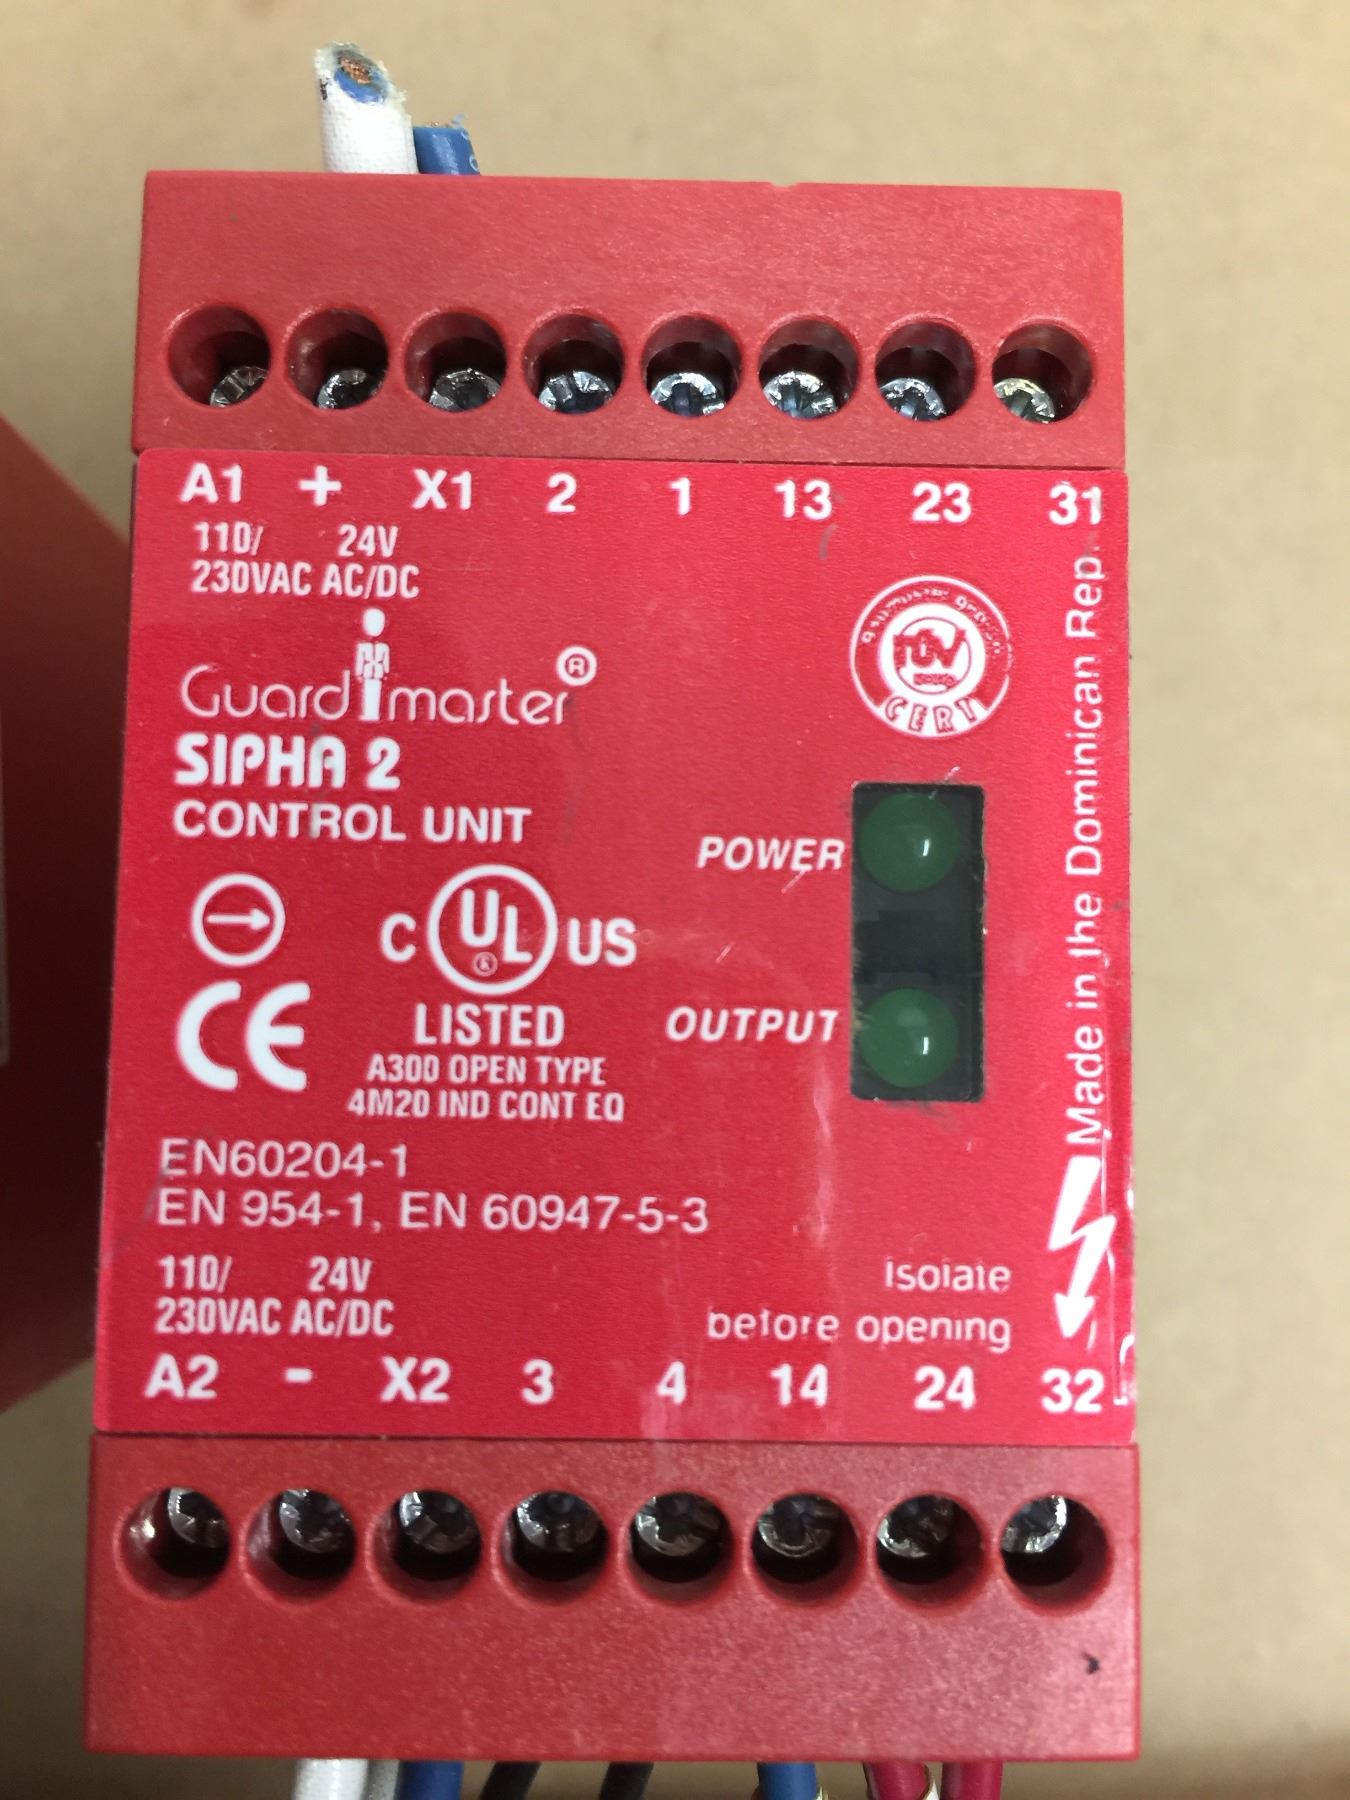 A1 + X1 2 1 13 23 31
110/ 24V
230VAC AC/DC
Guardmaster®
SIPHA 2
CONTROL UNIT
TÜV
CERT
POWER
OUTPUT
Made in the Dominican Rep.
C UL US
LISTED
A300 OPEN TYPE
4M20 IND CONT EQ
CE
EN60204-1
EN 954-1, EN 60947-5-3
110/ 24V
230VAC AC/DC
isolate
before opening
A2 - X2 3 4 14 24 32